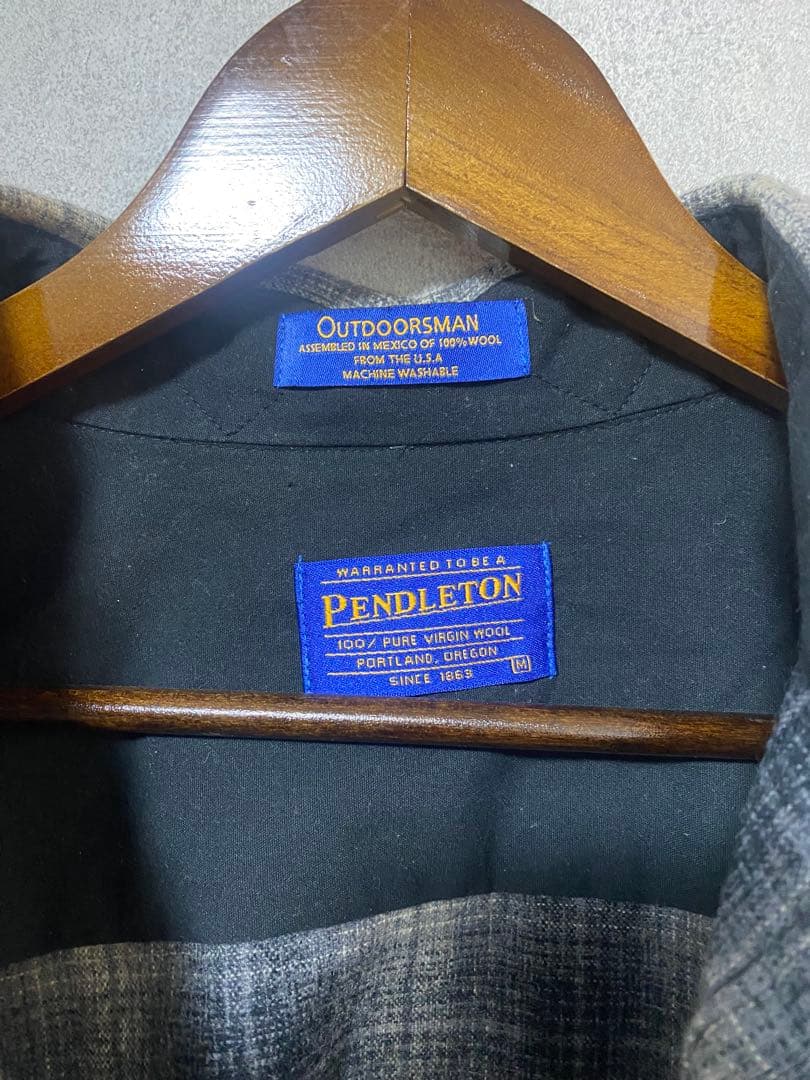 OUTDOORSMAN
ASSEMBLED IN MEXICO OF 100% WOOL
FROM THE U.S.A
MACHINE WASHABLE
WARRANTED TO BE A
PENDLETON
100% PURE VIRGIN WOOL
PORTLAND, OREGON
SINCE 1863 M